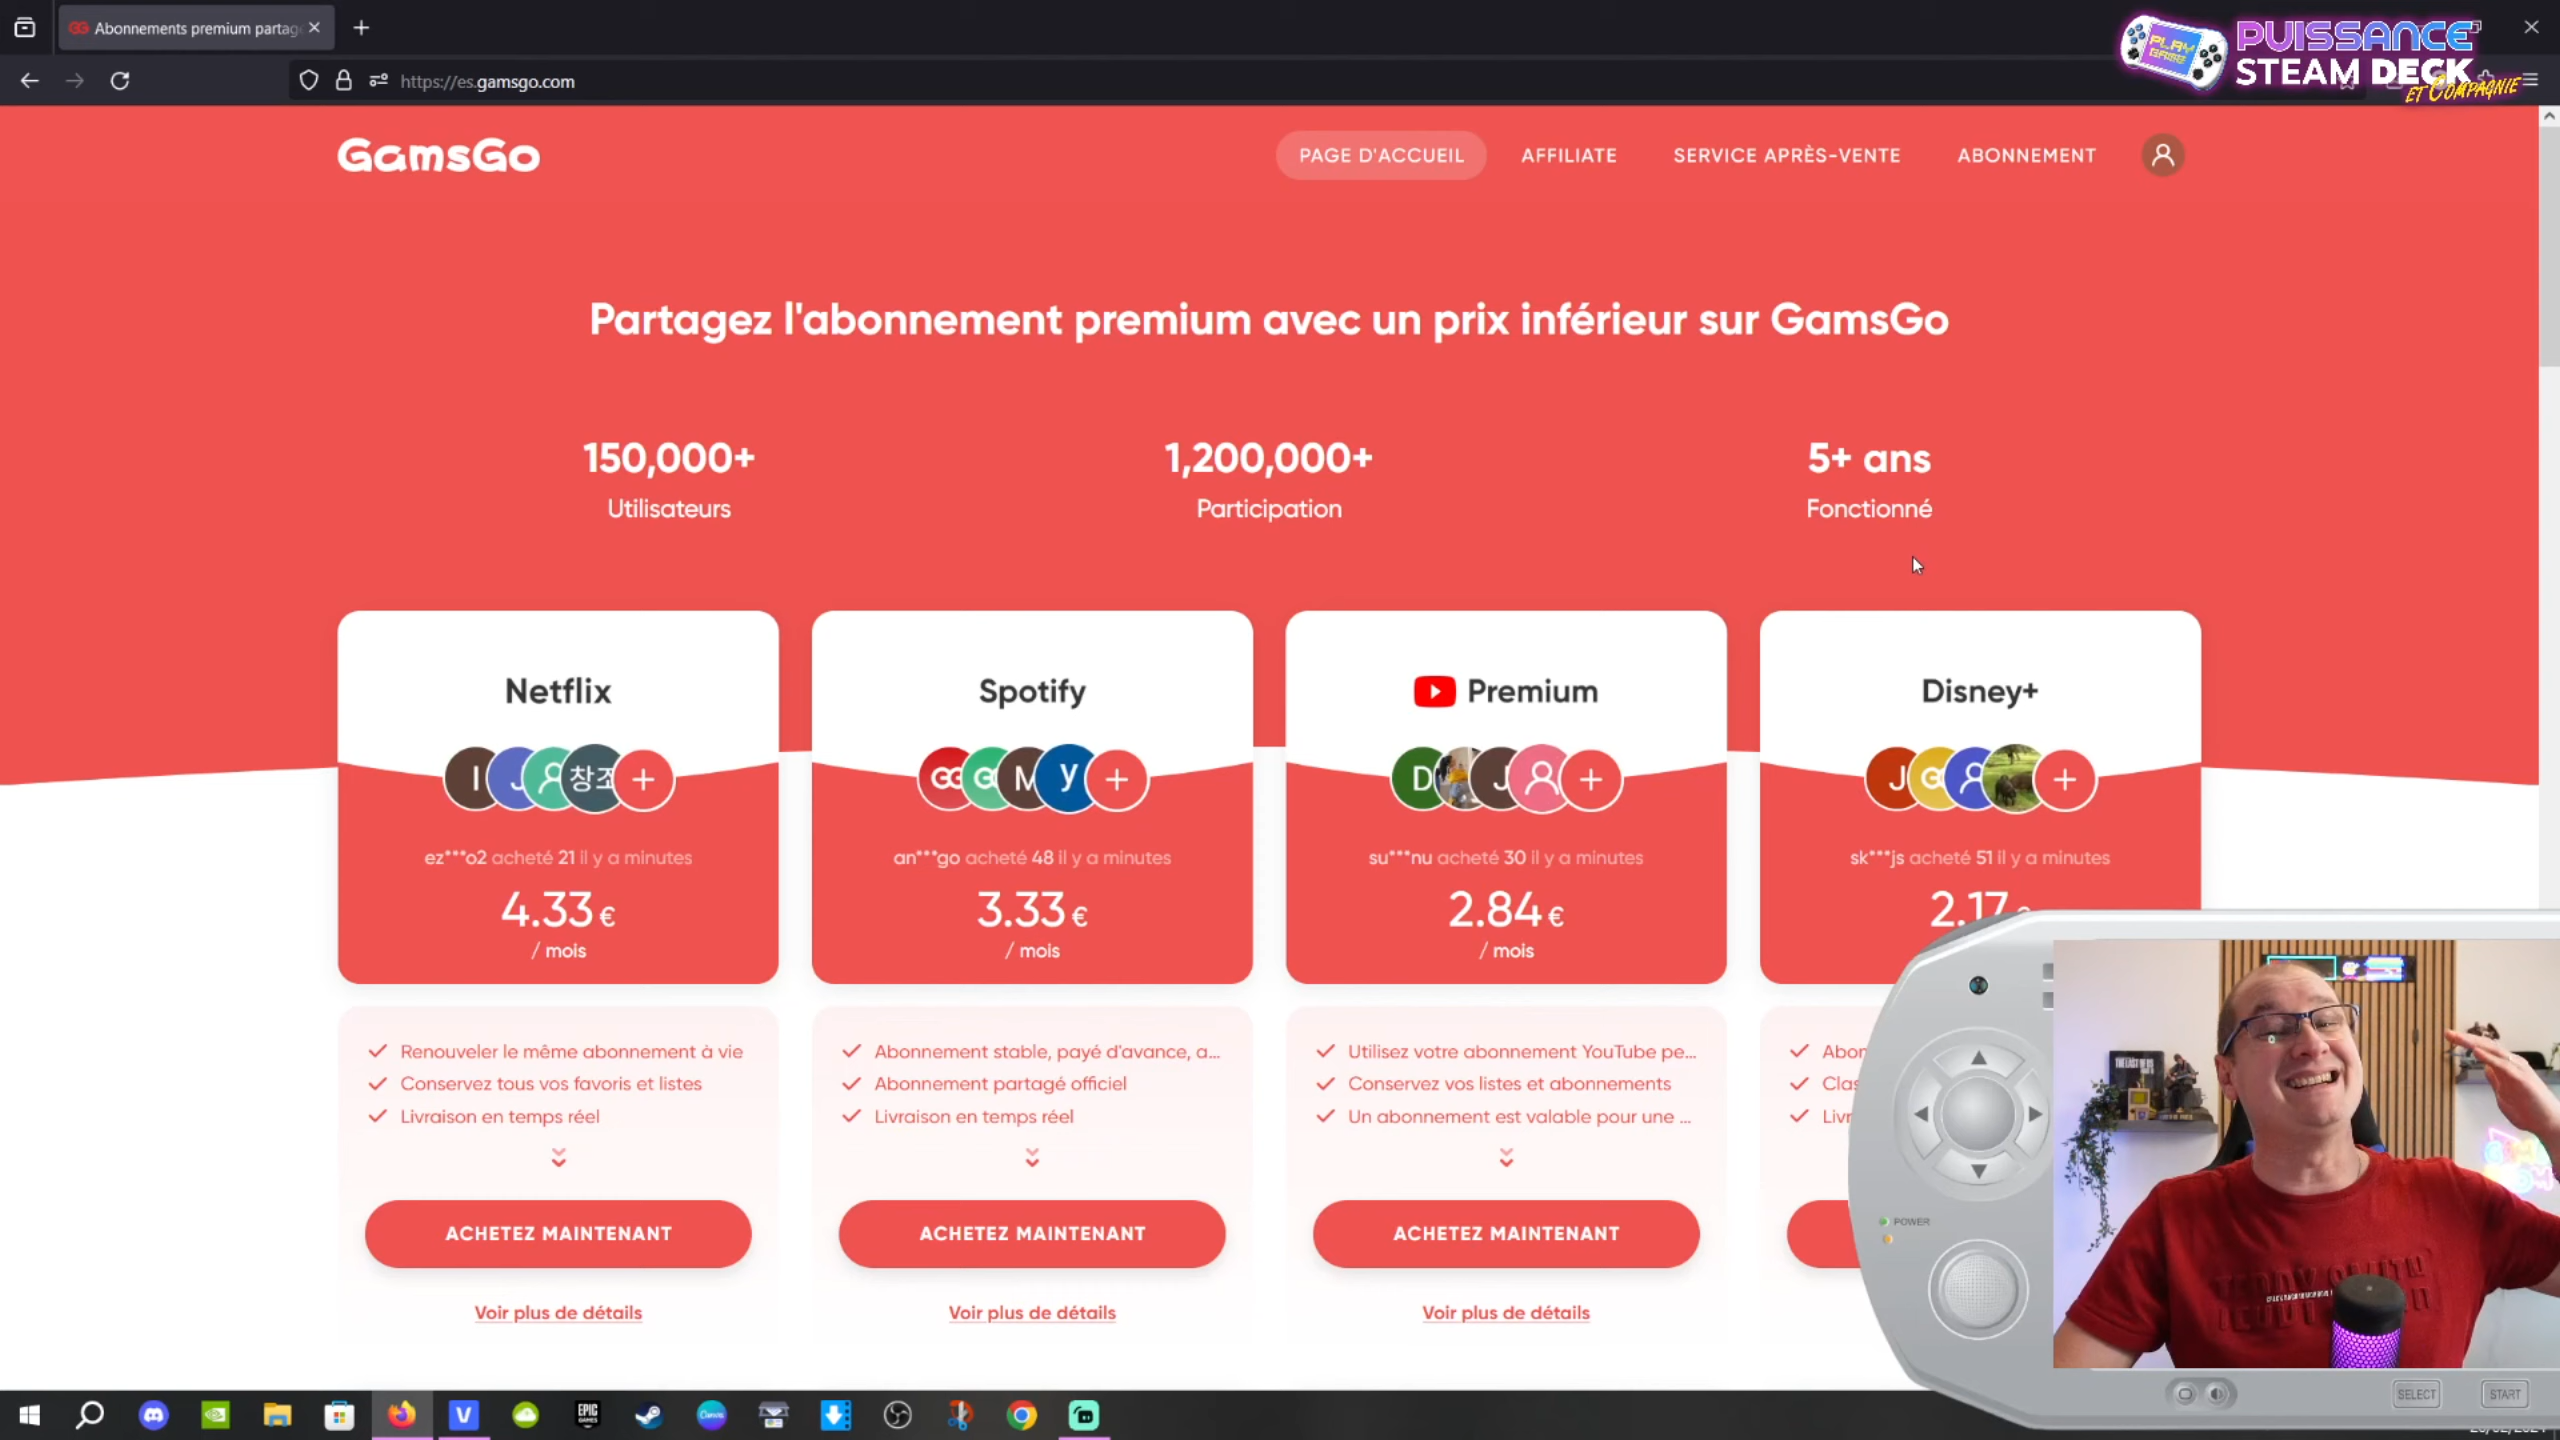 Abonnements premium partag
PUISSANCE
STEAM DECK
ET COMPAGNIE
https://es.gamsgo.com
GamsGo
PAGE D'ACCUEIL
AFFILIATE
SERVICE APRÈS-VENTE
ABONNEMENT
Partagez l'abonnement premium avec un prix inférieur sur GamsGo
150,000+
Utilisateurs
1,200,000+
Participation
5+ ans
Fonctionné
Netflix
I J 창조 +
ez***o2 acheté 21 il y a minutes
4.33 €
/ mois
Renouveler le même abonnement à vie
Conservez tous vos favoris et listes
Livraison en temps réel
ACHETEZ MAINTENANT
Voir plus de détails
Spotify
M y +
an***go acheté 48 il y a minutes
3.33 €
/ mois
Abonnement stable, payé d'avance, a...
Abonnement partagé officiel
Livraison en temps réel
ACHETEZ MAINTENANT
Voir plus de détails
Premium
D J +
su***nu acheté 30 il y a minutes
2.84 €
/ mois
Utilisez votre abonnement YouTube pe...
Conservez vos listes et abonnements
Un abonnement est valable pour une ...
ACHETEZ MAINTENANT
Voir plus de détails
Disney+
J +
sk***js acheté 51 il y a minutes
2.17
Abon
Clas
Livr
POWER
SELECT
START